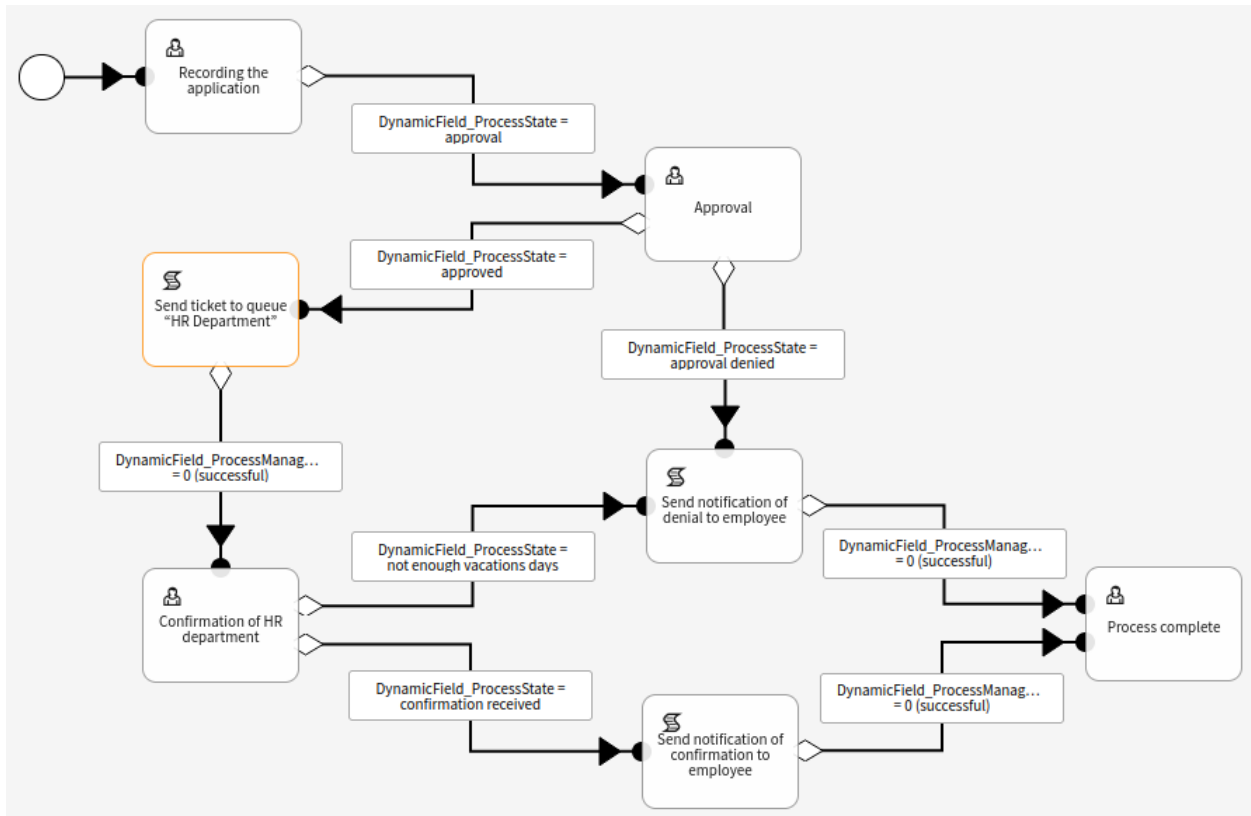 Recording the
application
DynamicField_ProcessState =
approval
Approval
DynamicField_ProcessState =
approved
Send ticket to queue
“HR Department”
DynamicField_ProcessState =
approval denied
DynamicField_ProcessManag...
= 0 (successful)
Send notification of
denial to employee
DynamicField_ProcessState =
not enough vacations days
DynamicField_ProcessManag...
= 0 (successful)
Confirmation of HR
department
Process complete
DynamicField_ProcessState =
confirmation received
DynamicField_ProcessManag...
= 0 (successful)
Send notification of
confirmation to
employee